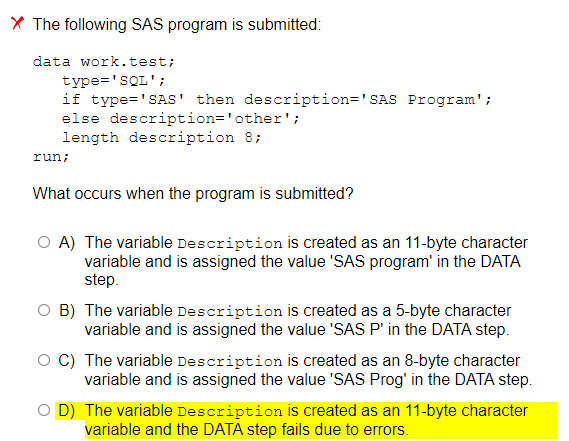 The following SAS program is submitted:
data work.test;
type='SQL';
if type='SAS' then description='SAS Program';
else description='other';
length description 8;
run;
What occurs when the program is submitted?
A) The variable Description is created as an 11-byte character
variable and is assigned the value 'SAS program' in the DATA
step.
B) The variable Description is created as a 5-byte character
variable and is assigned the value 'SAS P' in the DATA step.
C) The variable Description is created as an 8-byte character
variable and is assigned the value 'SAS Prog' in the DATA step.
D) The variable Description is created as an 11-byte character
variable and the DATA step fails due to errors.